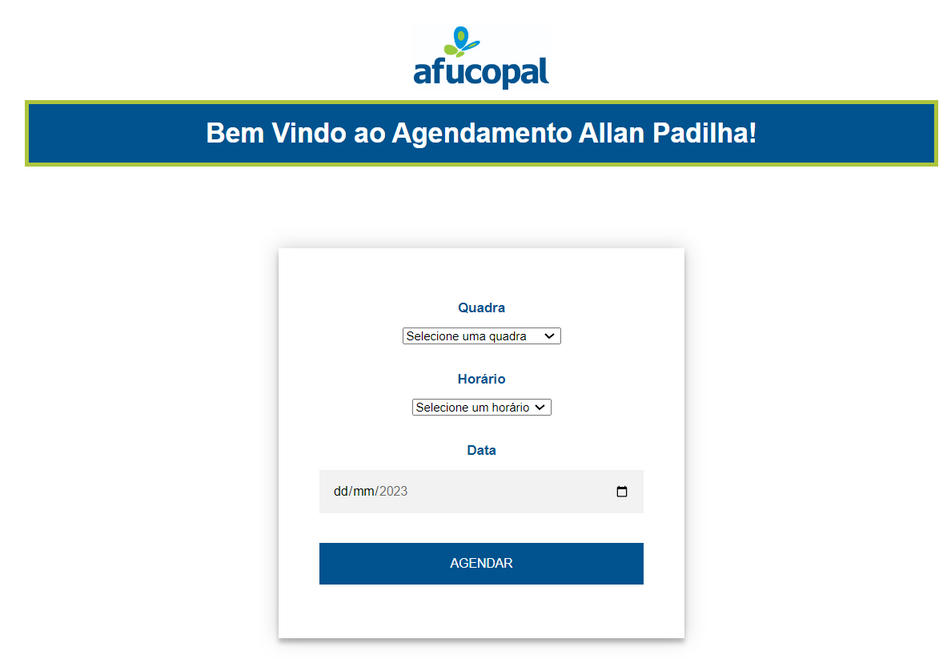 afucopal
Bem Vindo ao Agendamento Allan Padilha!
Quadra
Selecione uma quadra
Horário
Selecione um horário
Data
dd/mm/2023
AGENDAR